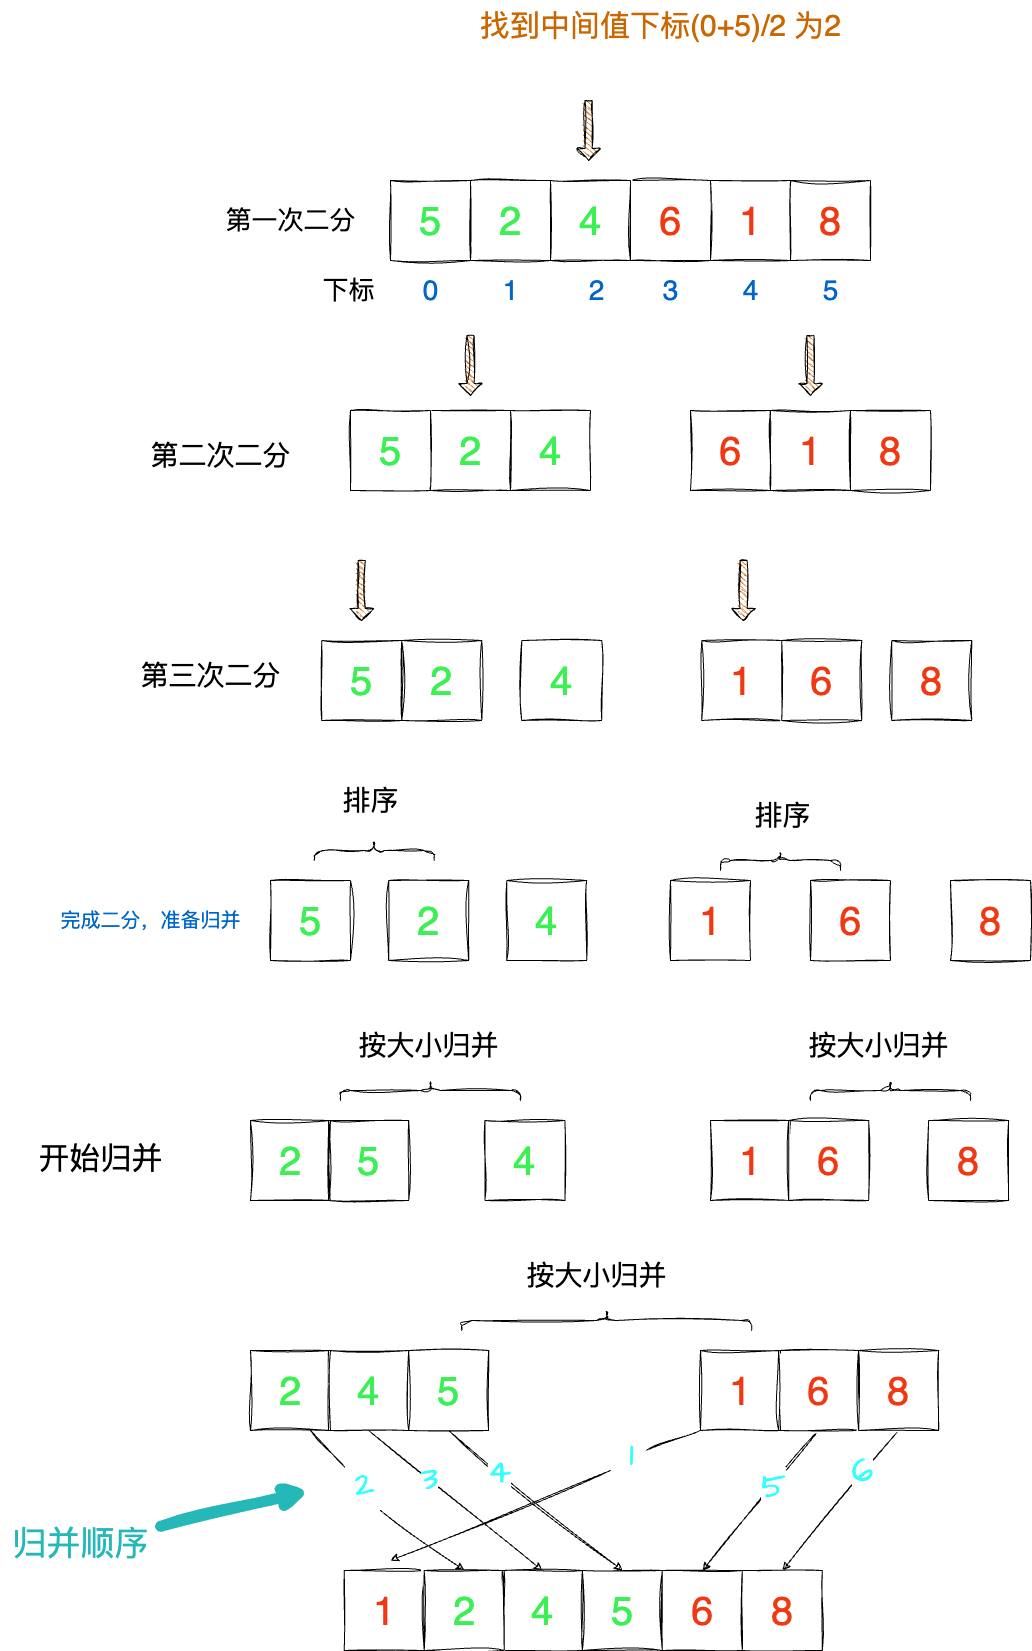 找到中间值下标(0+5)/2 为2
第一次二分 5 2 4 6 1 8
下标 0 1 2 3 4 5
第二次二分 5 2 4 6 1 8
第三次二分 5 2 4 1 6 8
排序 排序
完成二分，准备归并 5 2 4 1 6 8
按大小归并 按大小归并
开始归并 2 5 4 1 6 8
按大小归并
2 4 5 1 6 8
2 3 4 1 5 6
归并顺序
1 2 4 5 6 8